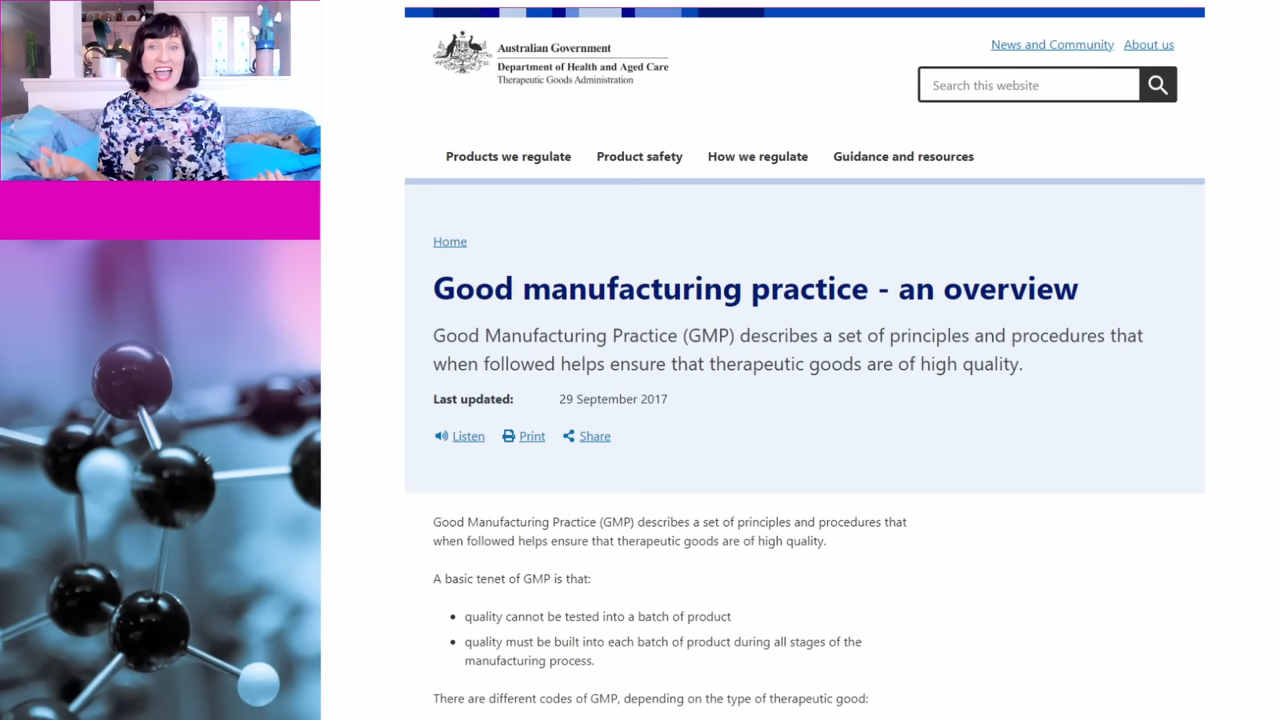 Australian Government
Department of Health and Aged Care
Therapeutic Goods Administration
News and Community About us
Search this website
Products we regulate Product safety How we regulate Guidance and resources
Home
Good manufacturing practice - an overview
Good Manufacturing Practice (GMP) describes a set of principles and procedures that
when followed helps ensure that therapeutic goods are of high quality.
Last updated: 29 September 2017
Listen Print Share
Good Manufacturing Practice (GMP) describes a set of principles and procedures that
when followed helps ensure that therapeutic goods are of high quality.
A basic tenet of GMP is that:
• quality cannot be tested into a batch of product
• quality must be built into each batch of product during all stages of the
manufacturing process.
There are different codes of GMP, depending on the type of therapeutic good: